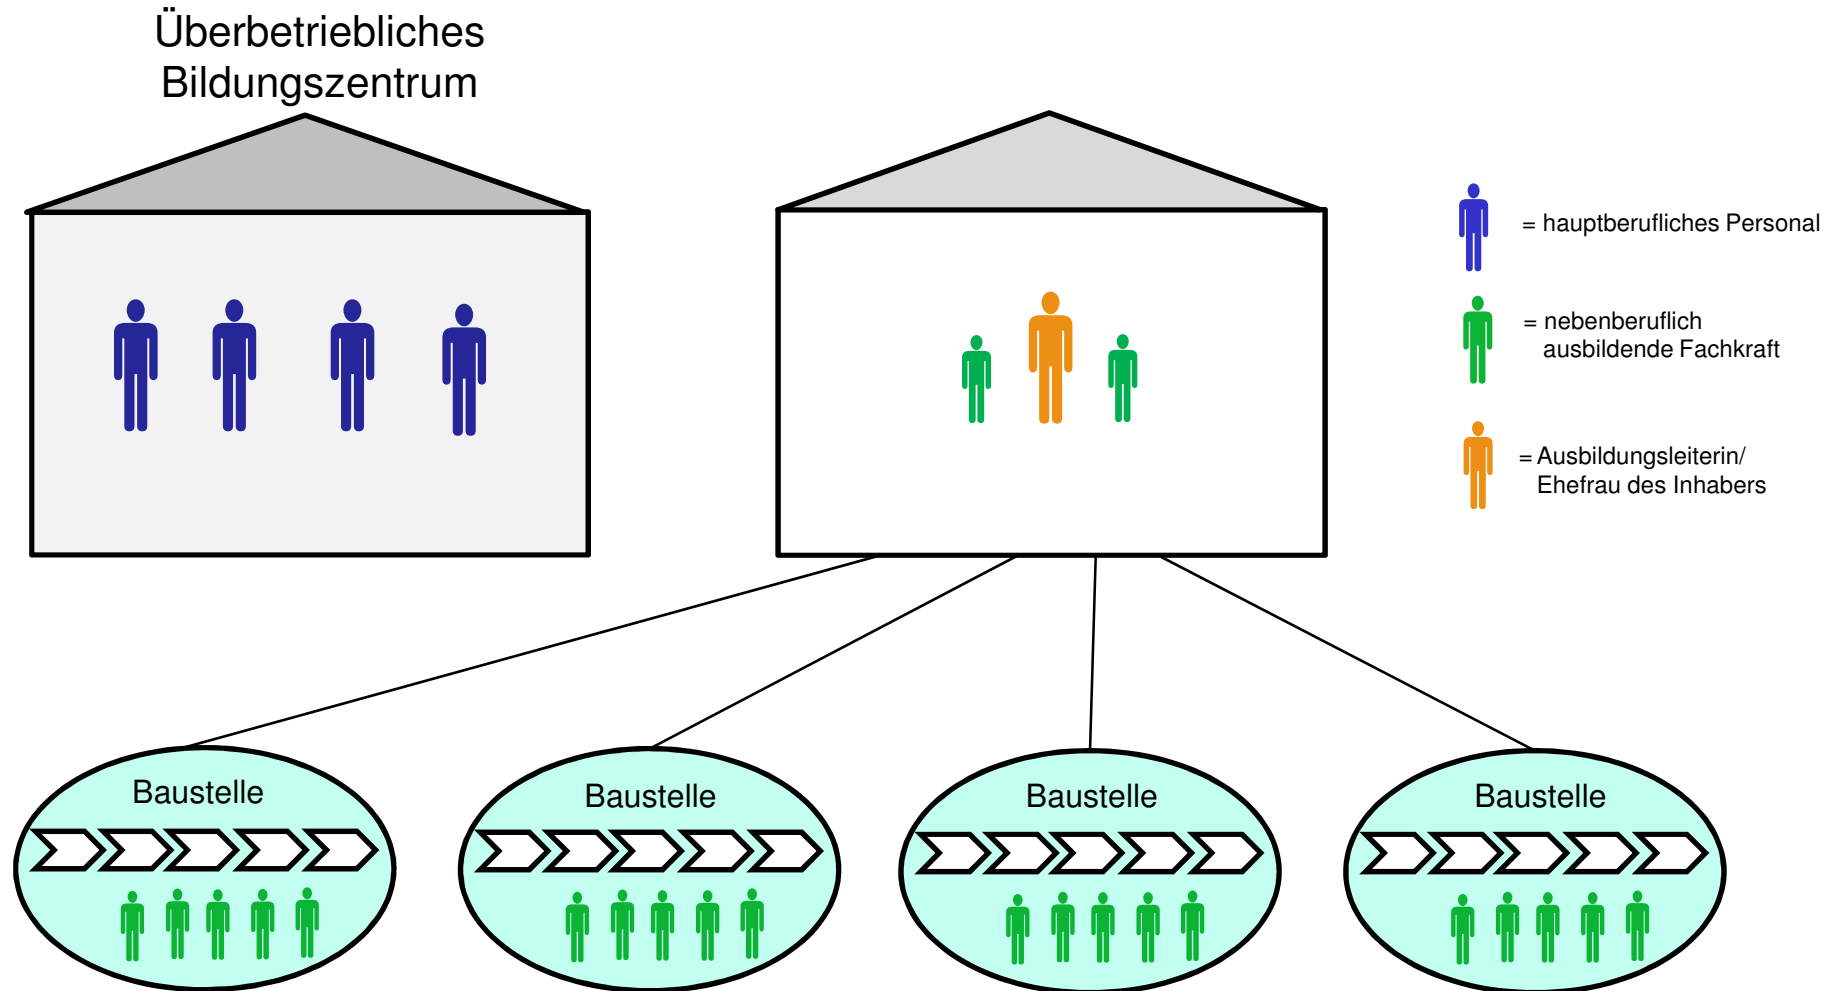 Überbetriebliches
Bildungszentrum
= hauptberufliches Personal
= nebenberuflich
ausbildende Fachkraft
= Ausbildungsleiterin/
Ehefrau des Inhabers
Baustelle
Baustelle
Baustelle
Baustelle